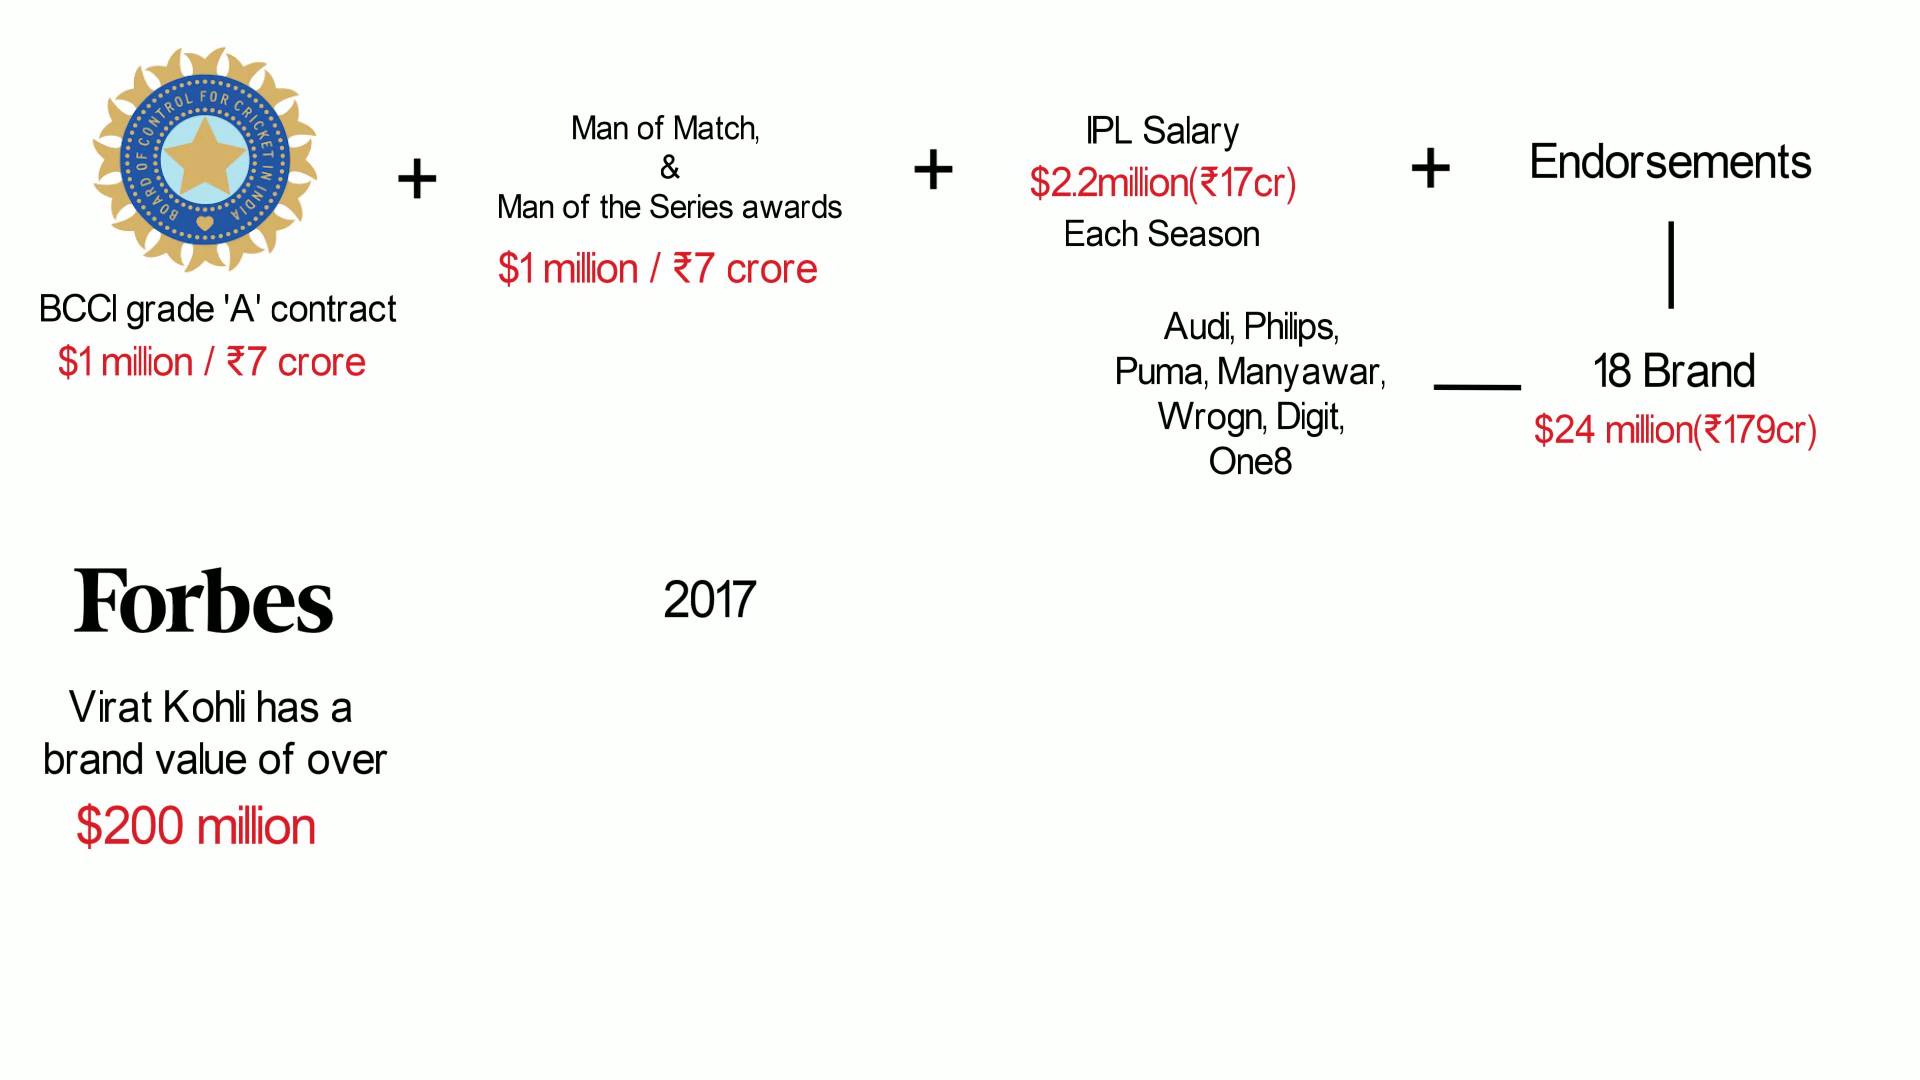 BOARD OF CONTROL FOR CRICKET IN INDIA
BCCI grade 'A' contract
$1 million / ₹7 crore
+
Man of Match,
&
Man of the Series awards
$1 million / ₹7 crore
+
IPL Salary
$2.2million(₹17cr)
Each Season
+
Endorsements
18 Brand
$24 million(₹179cr)
Audi, Philips,
Puma, Manyawar,
Wrogn, Digit,
One8
Forbes
2017
Virat Kohli has a
brand value of over
$200 million